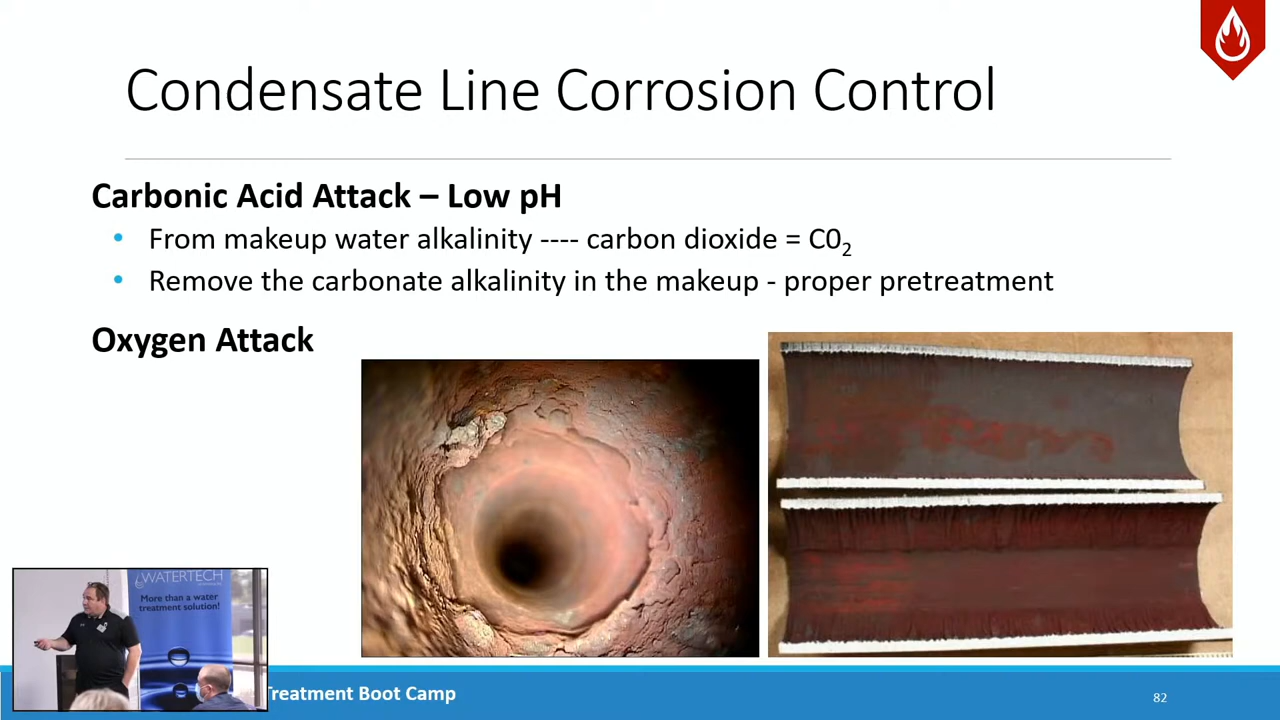 Condensate Line Corrosion Control
Carbonic Acid Attack – Low pH
• From makeup water alkalinity ---- carbon dioxide = C0₂
• Remove the carbonate alkalinity in the makeup - proper pretreatment
Oxygen Attack
WATERTECH
More than a water
treatment solution!
Treatment Boot Camp
82